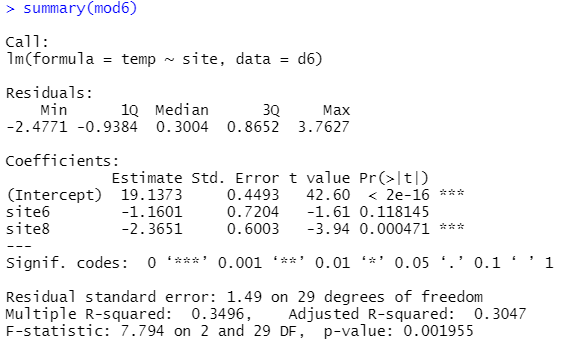 > summary(mod6)

Call:
lm(formula = temp ~ site, data = d6)

Residuals:
    Min      1Q  Median      3Q     Max
-2.4771 -0.9384  0.3004  0.8652  3.7627

Coefficients:
            Estimate Std. Error t value Pr(>|t|)
(Intercept)  19.1373     0.4493   42.60  < 2e-16 ***
site6        -1.1601     0.7204   -1.61 0.118145
site8        -2.3651     0.6003   -3.94 0.000471 ***
---
Signif. codes:  0 ‘***’ 0.001 ‘**’ 0.01 ‘*’ 0.05 ‘.’ 0.1 ‘ ’ 1

Residual standard error: 1.49 on 29 degrees of freedom
Multiple R-squared:  0.3496,    Adjusted R-squared:  0.3047
F-statistic: 7.794 on 2 and 29 DF,  p-value: 0.001955